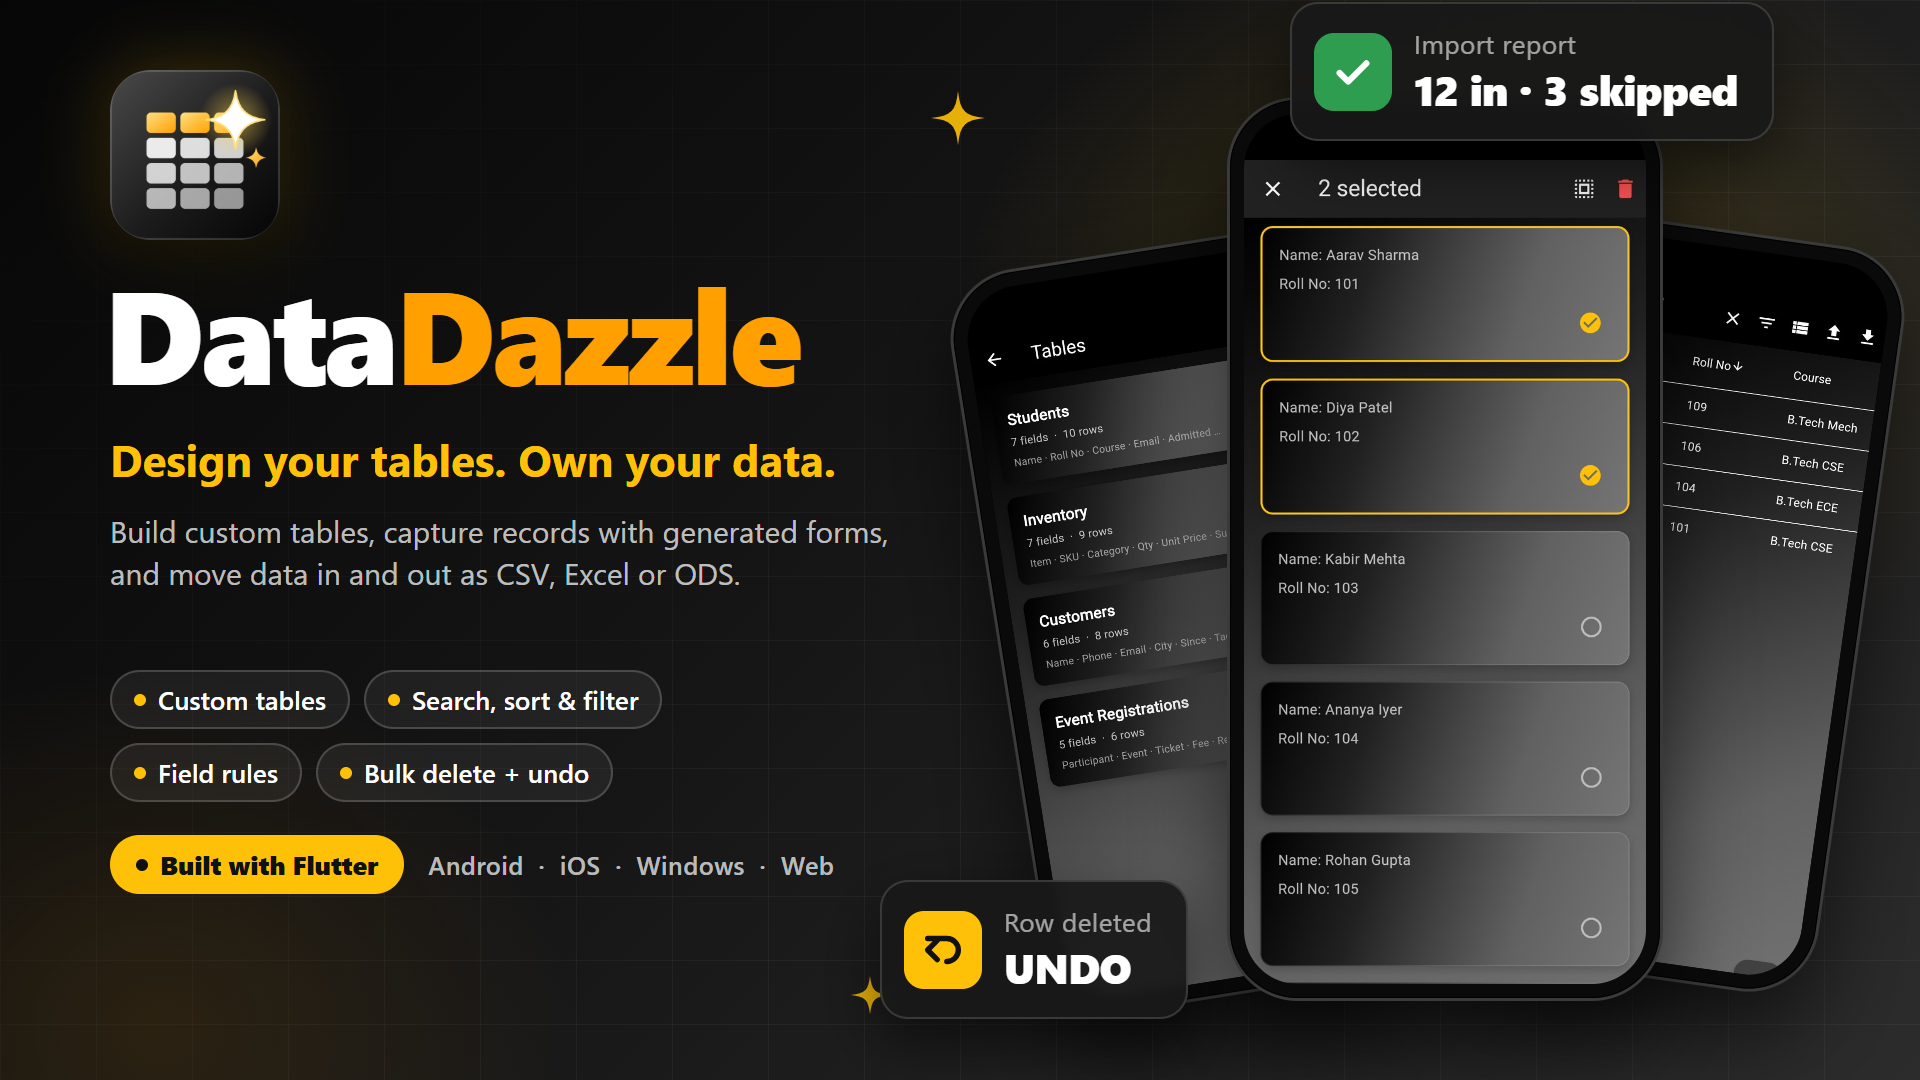 DataDazzle
Design your tables. Own your data.
Build custom tables, capture records with generated forms,
and move data in and out as CSV, Excel or ODS.
Custom tables
Search, sort & filter
Field rules
Bulk delete + undo
Built with Flutter
Android · iOS · Windows · Web
Import report
12 in · 3 skipped
Tables
Students
7 fields · 10 rows
Name · Roll No · Course · Email · Admitted ...
Inventory
7 fields · 9 rows
Item · SKU · Category · Qty · Unit Price · Su
Customers
6 fields · 8 rows
Name · Phone · Email · City · Since · Ta
Event Registrations
5 fields · 6 rows
Participant · Event · Ticket · Fee · Re
2 selected
Name: Aarav Sharma
Roll No: 101
Name: Diya Patel
Roll No: 102
Name: Kabir Mehta
Roll No: 103
Name: Ananya Iyer
Roll No: 104
Name: Rohan Gupta
Roll No: 105
Roll No Course
109 B.Tech Mech
106 B.Tech CSE
104 B.Tech ECE
101 B.Tech CSE
Row deleted
UNDO